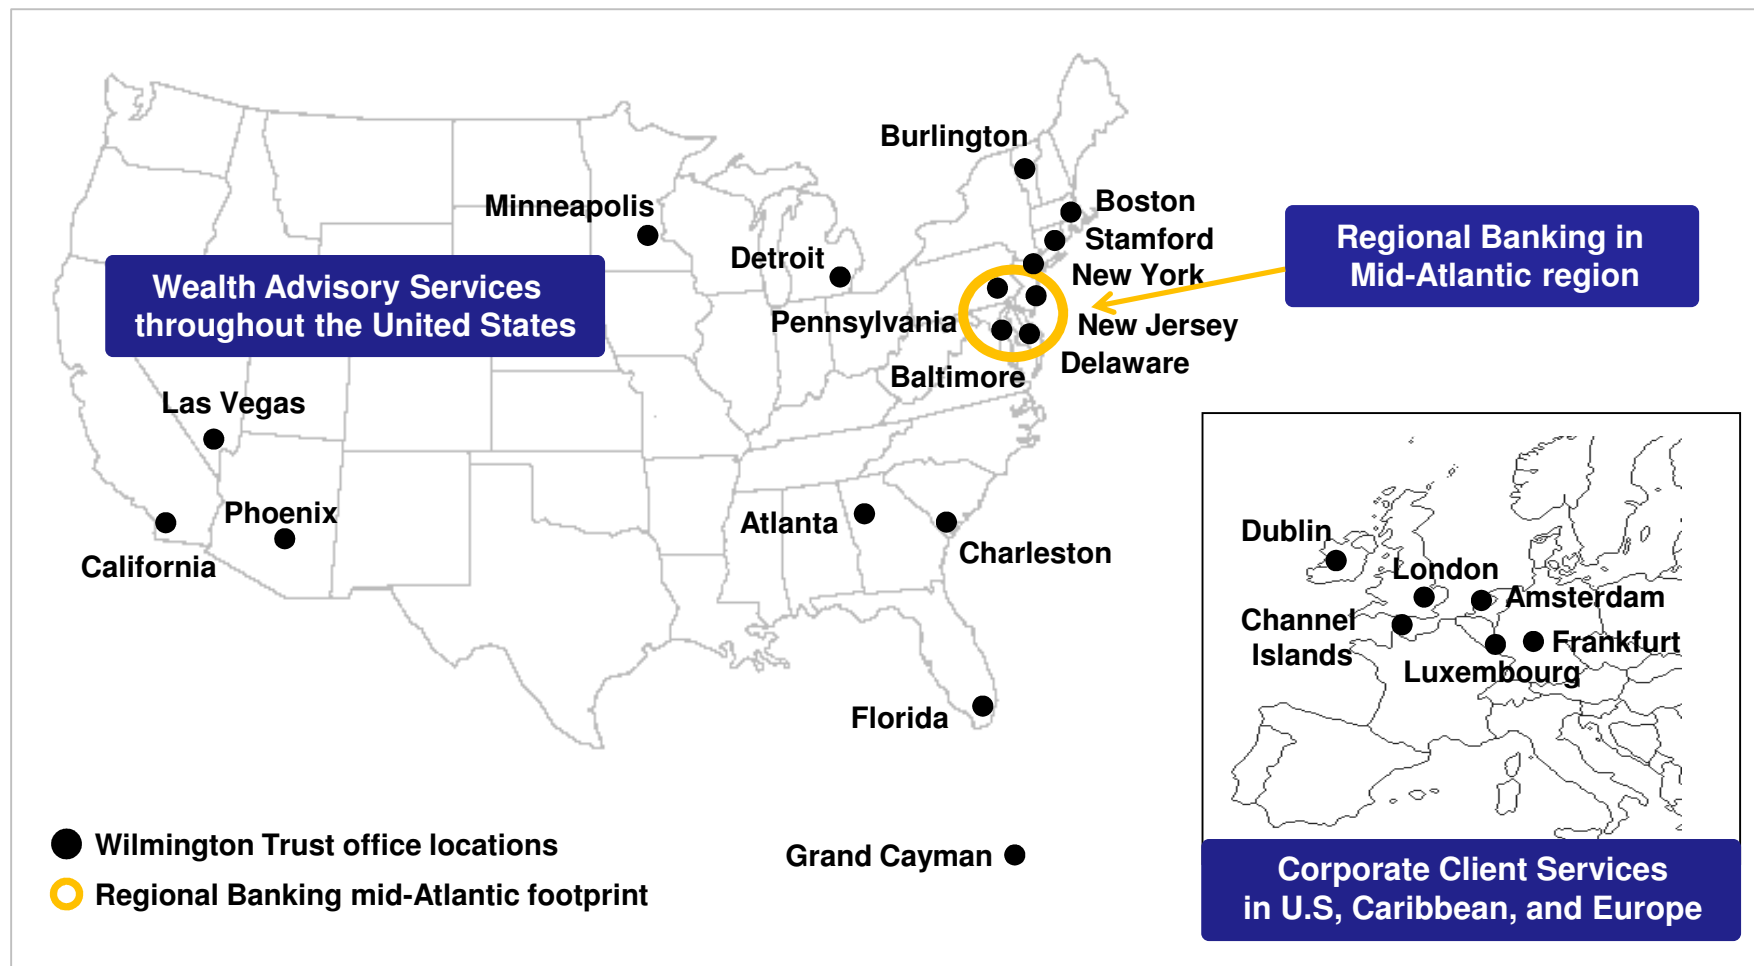 Burlington
Minneapolis
Boston
Stamford
Detroit
New York
Regional Banking in
Mid-Atlantic region
Wealth Advisory Services
throughout the United States
Pennsylvania
New Jersey
Delaware
Baltimore
Las Vegas
Phoenix
California
Atlanta
Charleston
Florida
Grand Cayman
Dublin
London
Amsterdam
Channel
Islands
Frankfurt
Luxembourg
Wilmington Trust office locations
Regional Banking mid-Atlantic footprint
Corporate Client Services
in U.S, Caribbean, and Europe